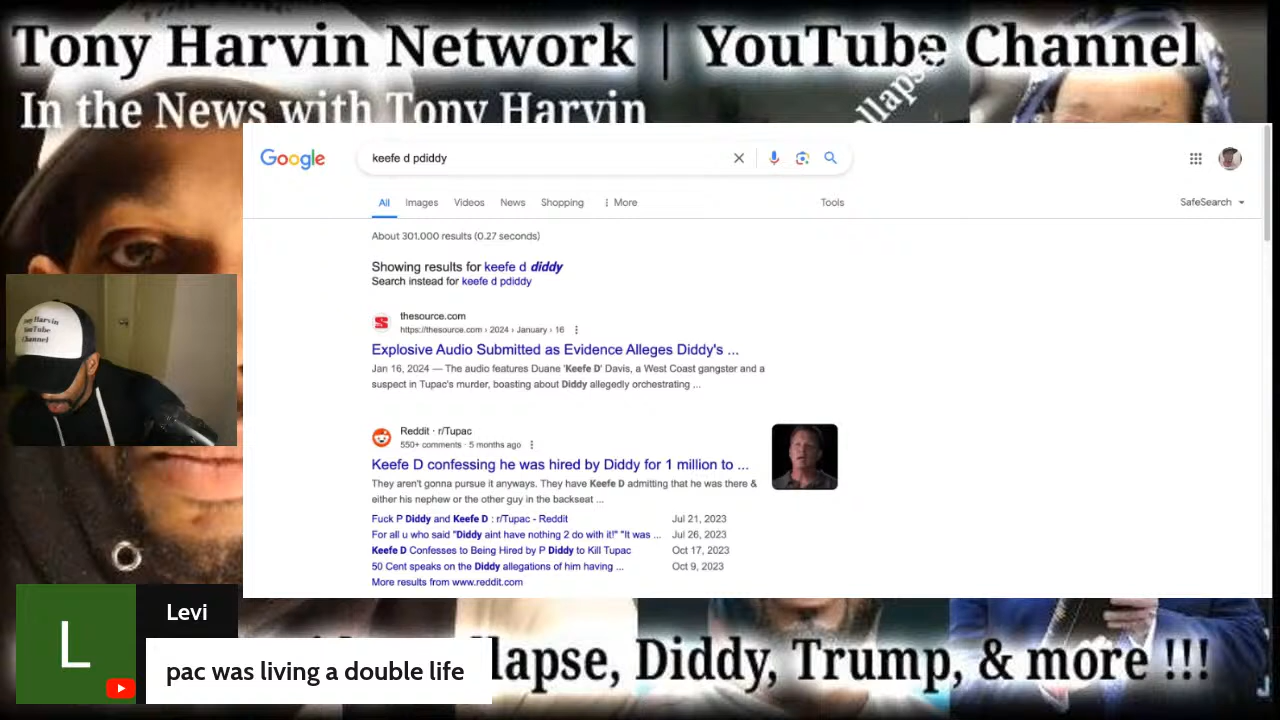 Tony Harvin Network | YouTube Channel
In the News with Tony Harvin
Google
keefe d pdiddy
All Images Videos News Shopping More Tools SafeSearch
About 301,000 results (0.27 seconds)
Showing results for keefe d diddy
Search instead for keefe d pdiddy
thesource.com
https://thesource.com › 2024 › January › 16
Explosive Audio Submitted as Evidence Alleges Diddy's ...
Jan 16, 2024 — The audio features Duane 'Keefe D' Davis, a West Coast gangster and a
suspect in Tupac's murder, boasting about Diddy allegedly orchestrating ...
Reddit · r/Tupac
550+ comments · 5 months ago
Keefe D confessing he was hired by Diddy for 1 million to ...
They aren't gonna pursue it anyways. They have Keefe D admitting that he was there &
either his nephew or the other guy in the backseat ...
Fuck P Diddy and Keefe D : r/Tupac - Reddit Jul 21, 2023
For all u who said "Diddy aint have nothing 2 do with it!" "It was ... Jul 26, 2023
Keefe D Confesses to Being Hired by P Diddy to Kill Tupac Oct 17, 2023
50 Cent speaks on the Diddy allegations of him having ... Oct 9, 2023
More results from www.reddit.com
Tony Harvin
YouTube
Channel
L
Levi
pac was living a double life
llapse, Diddy, Trump, & more !!!